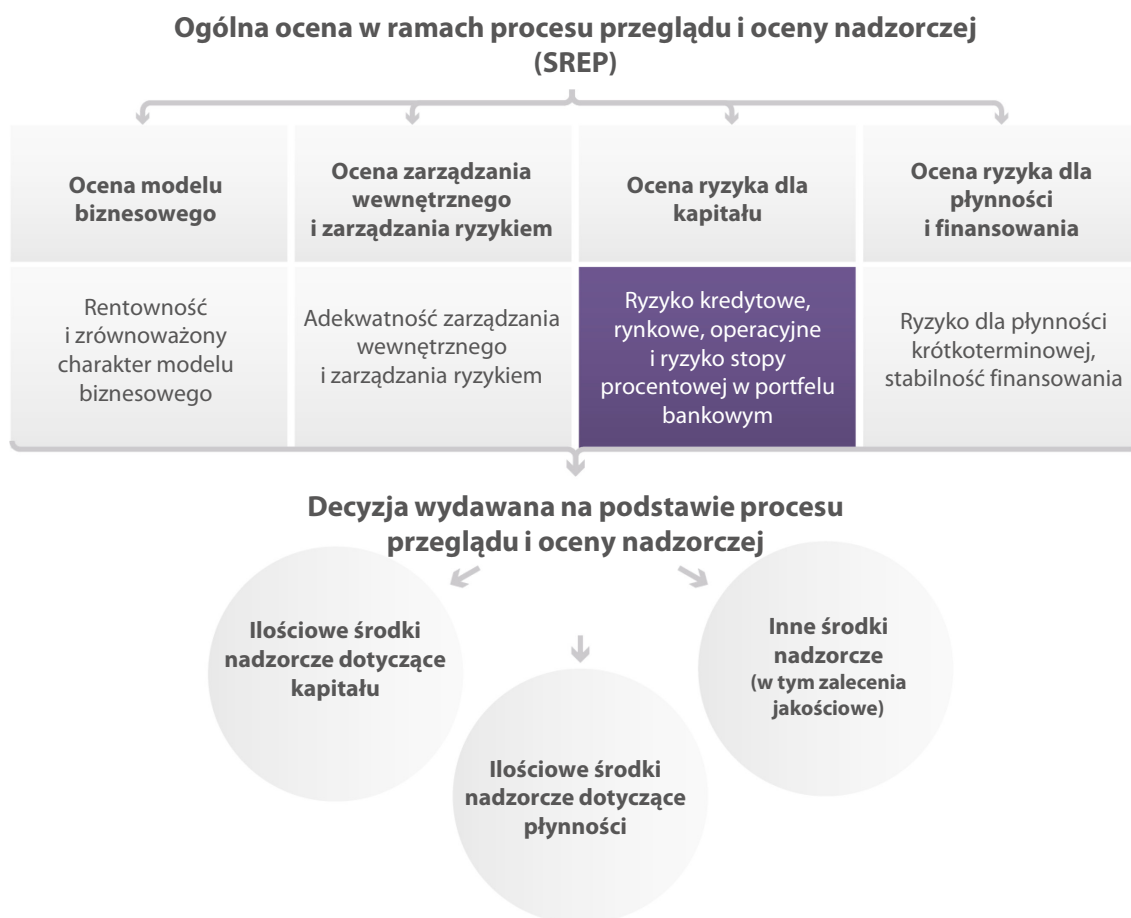 Ogólna ocena w ramach procesu przeglądu i oceny nadzorczej
(SREP)
Ocena modelu
biznesowego
Ocena zarządzania
wewnętrznego
i zarządzania ryzykiem
Ocena ryzyka dla
kapitału
Ocena ryzyka dla
płynności
i finansowania
Rentowność
i zrównoważony
charakter modelu
biznesowego
Adekwatność zarządzania
wewnętrznego
i zarządzania ryzykiem
Ryzyko kredytowe,
rynkowe, operacyjne
i ryzyko stopy
procentowej w portfelu
bankowym
Ryzyko dla płynności
krótkoterminowej,
stabilność finansowania
Decyzja wydawana na podstawie procesu
przeglądu i oceny nadzorczej
Ilościowe środki
nadzorcze dotyczące
kapitału
Ilościowe środki
nadzorcze dotyczące
płynności
Inne środki
nadzorcze
(w tym zalecenia
jakościowe)